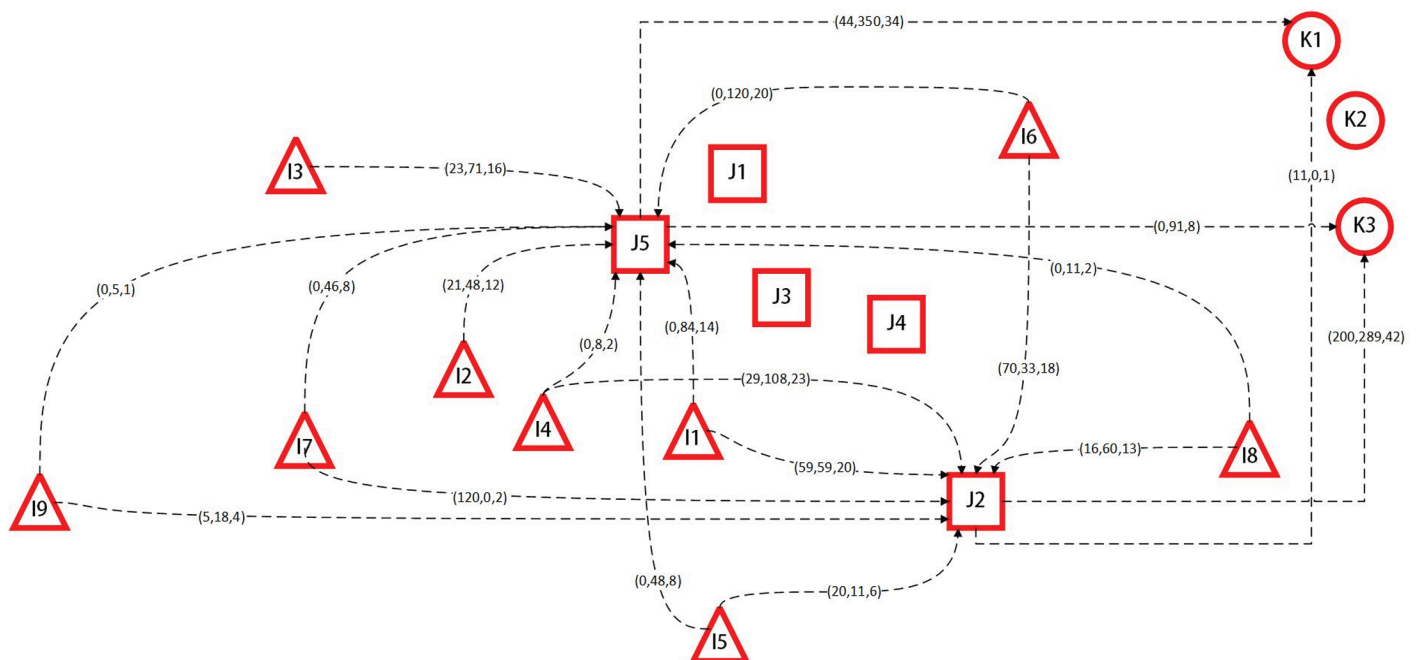 (44,350,34)
K1
(0,120,20)
K2
I6
I3
(23,71,16)
J1
(11,0,1)
J5
(0,91,8)
K3
(0,5,1)
(0,46,8)
(21,48,12)
(0,11,2)
J3
(0,84,14)
J4
(0,8,2)
(200,289,42)
I2
(29,108,23)
(70,33,18)
I7
I4
I1
(59,59,20)
(16,60,13)
I8
I9
(120,0,2)
(5,18,4)
J2
(0,48,8)
(20,11,6)
I5